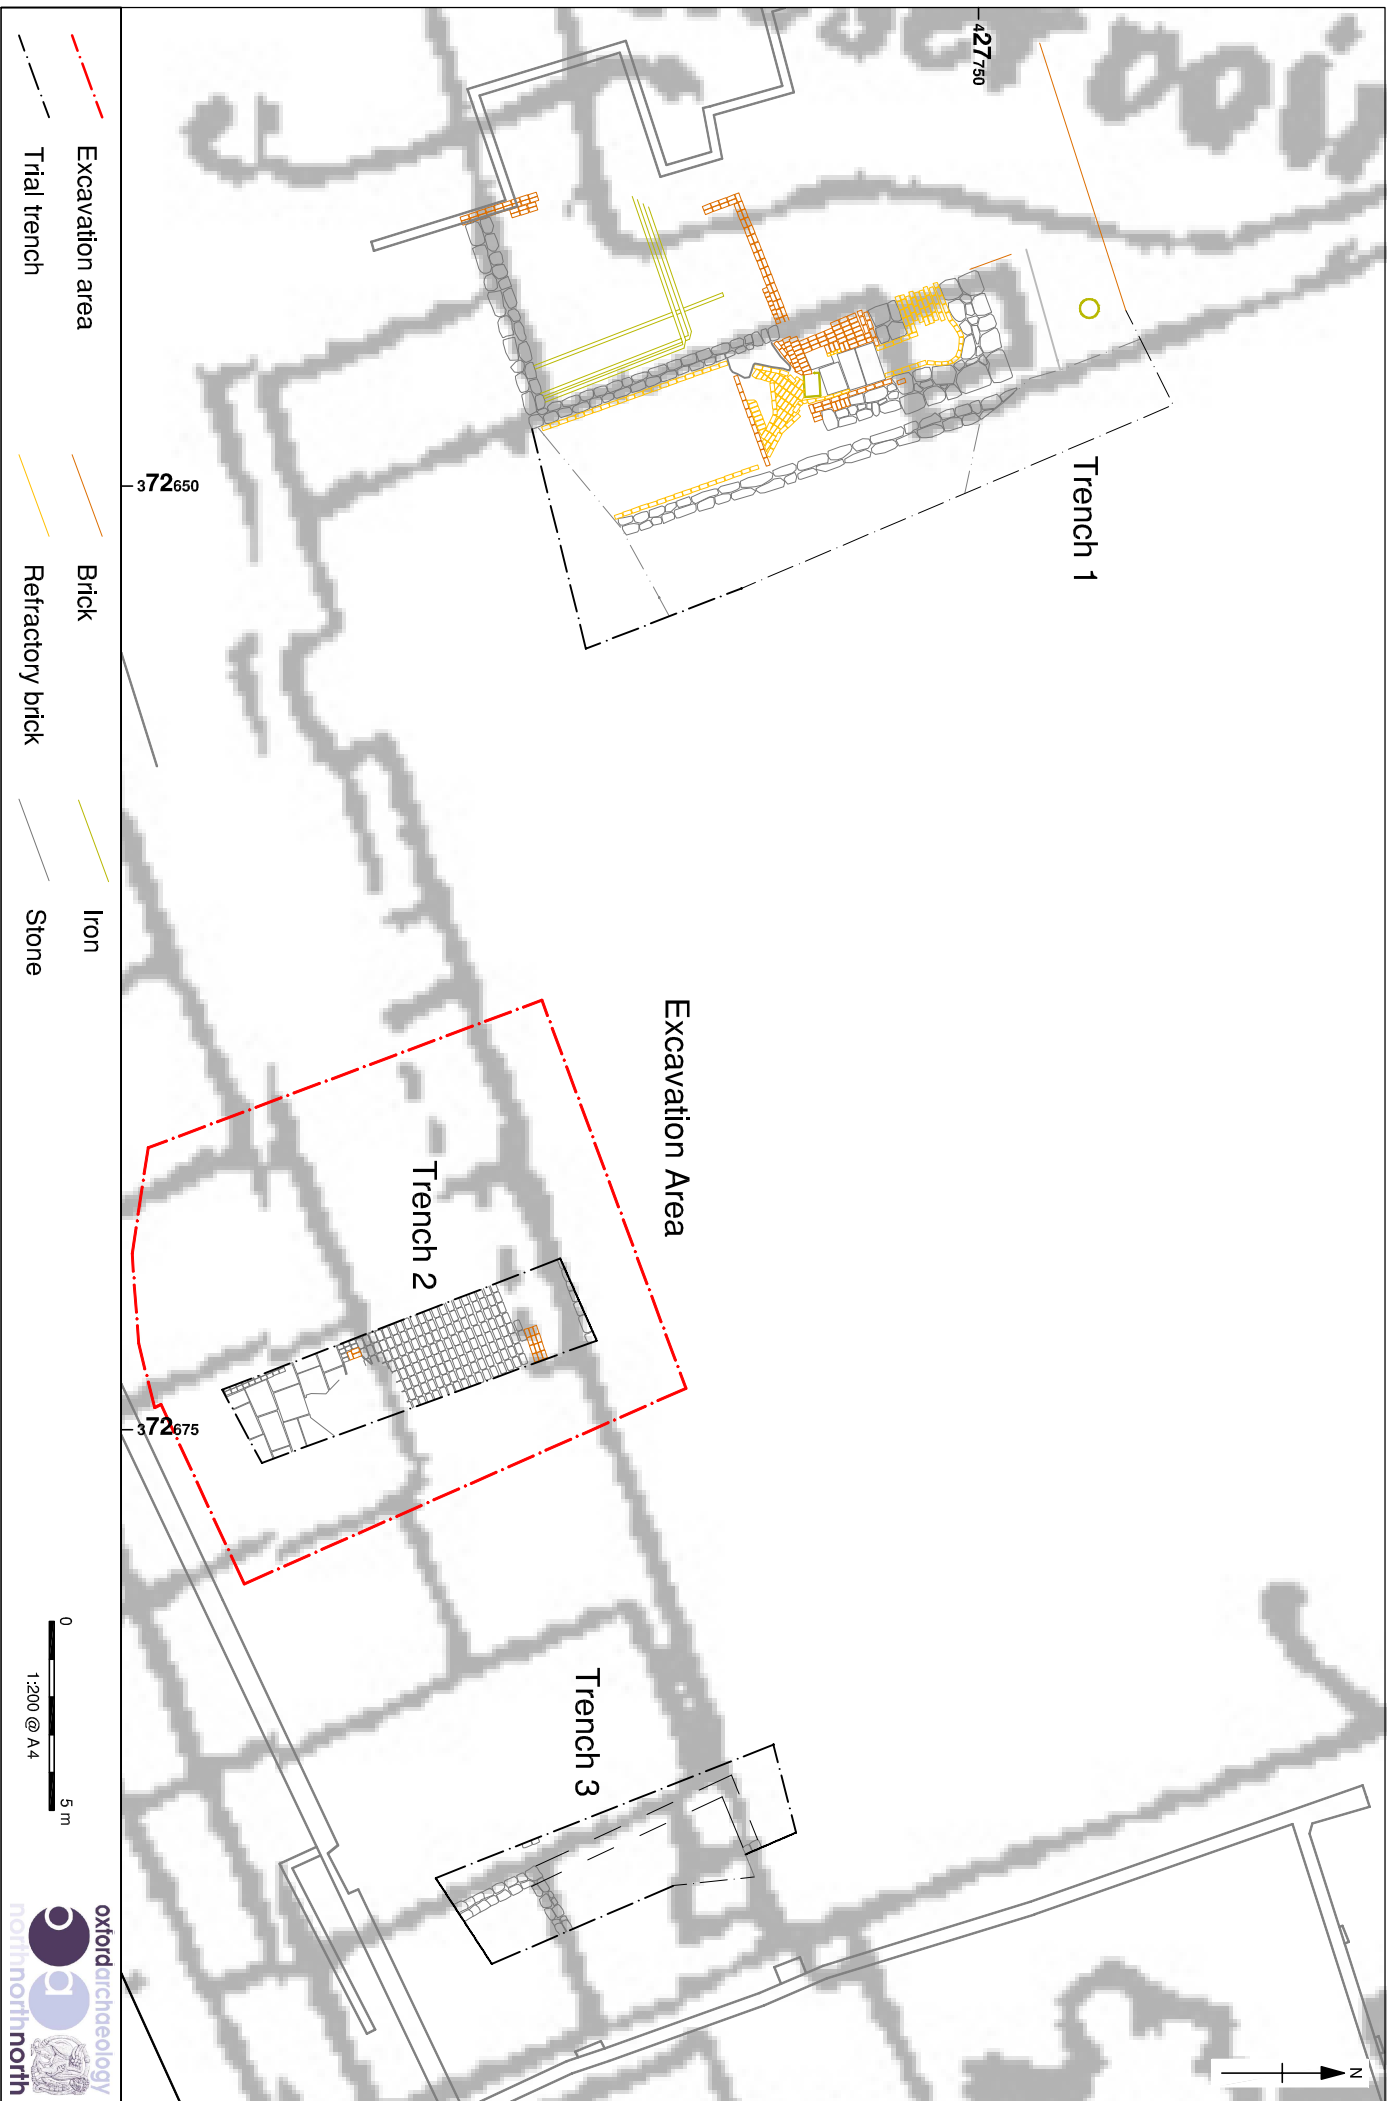 N
427750
Trench 1
Excavation Area
Trench 2
Trench 3
372650
372675
Excavation area
Brick
Iron
Trial trench
Refractory brick
Stone
0
5 m
1:200 @ A4
oxfordarchaeology
northnorthnorth